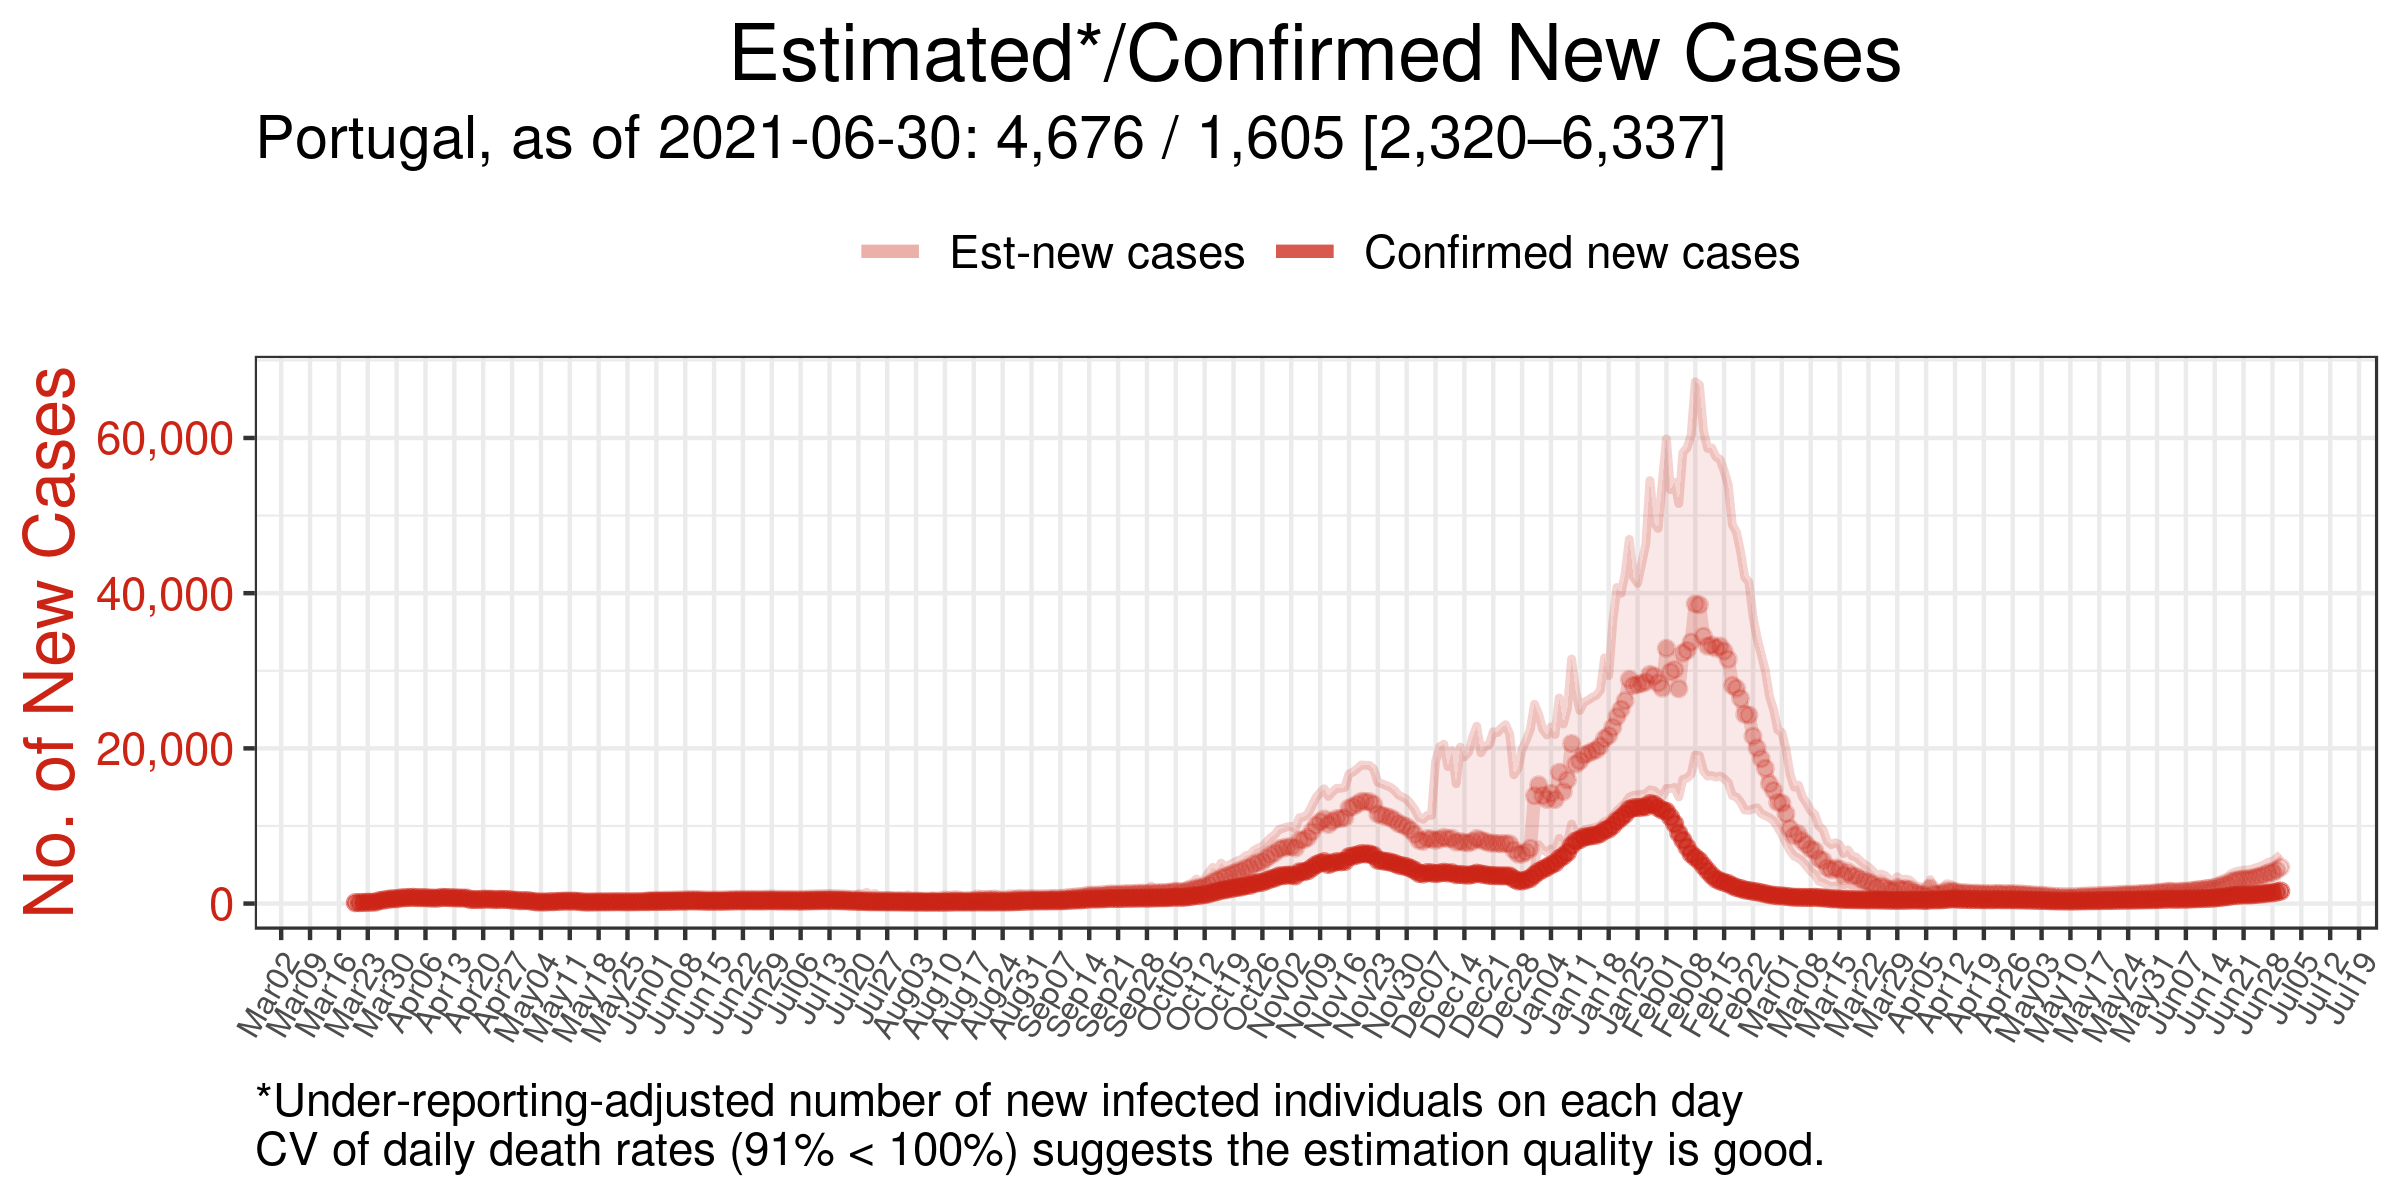 Estimated*/Confirmed New Cases
Portugal, as of 2021-06-30: 4,676 / 1,605 [2,320–6,337]
Est-new cases
Confirmed new cases
No. of New Cases
60,000
40,000
20,000
0
Mar02
Mar09
Mar16
Mar23
Mar30
Apr06
Apr13
Apr20
Apr27
May04
May11
May18
May25
Jun01
Jun08
Jun15
Jun22
Jun29
Jul06
Jul13
Jul20
Jul27
Aug03
Aug10
Aug17
Aug24
Aug31
Sep07
Sep14
Sep21
Sep28
Oct05
Oct12
Oct19
Oct26
Nov02
Nov09
Nov16
Nov23
Nov30
Dec07
Dec14
Dec21
Dec28
Jan04
Jan11
Jan18
Jan25
Feb01
Feb08
Feb15
Feb22
Mar01
Mar08
Mar15
Mar22
Mar29
Apr05
Apr12
Apr19
Apr26
May03
May10
May17
May24
May31
Jun07
Jun14
Jun21
Jun28
Jul05
Jul12
Jul19
*Under-reporting-adjusted number of new infected individuals on each day
CV of daily death rates (91% < 100%) suggests the estimation quality is good.